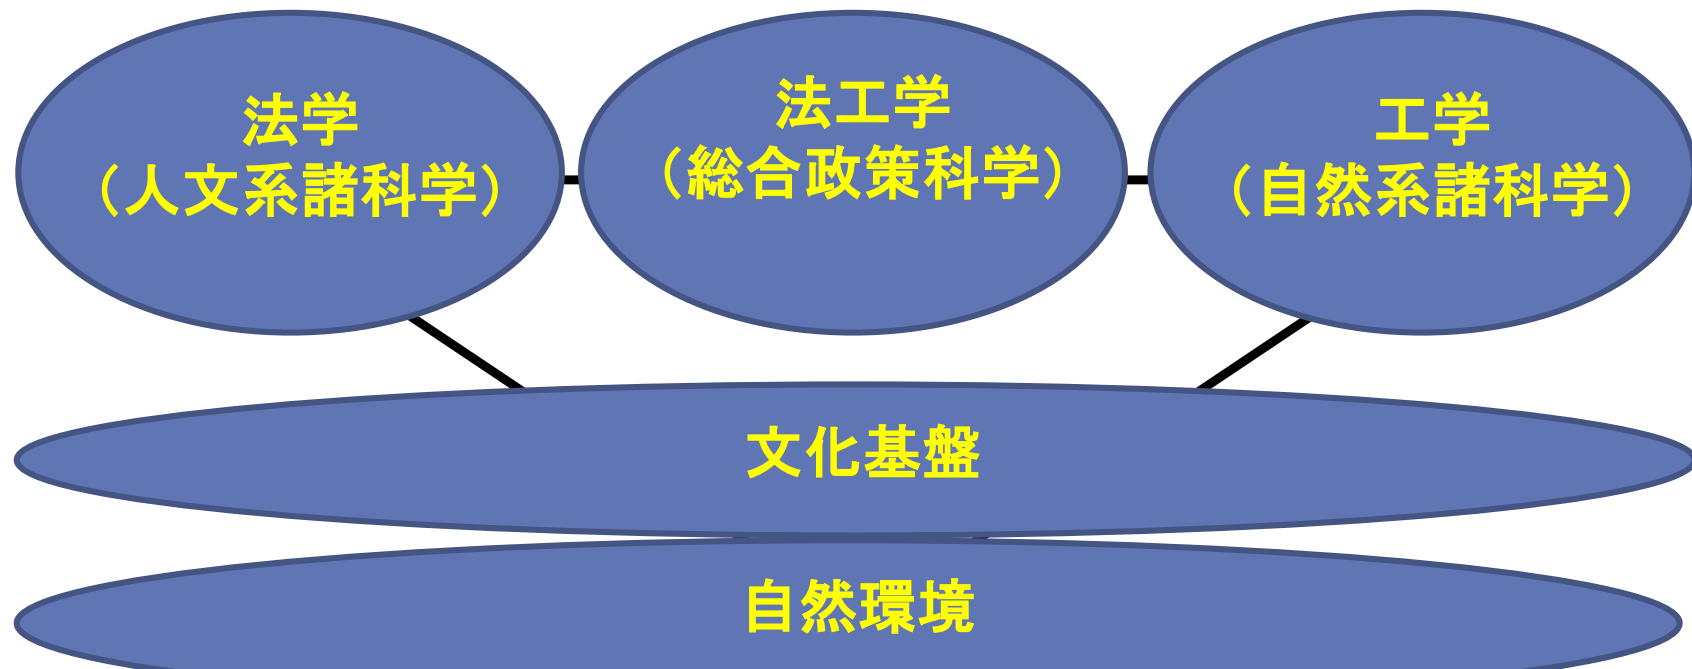 法学
（人文系諸科学）
法工学
（総合政策科学）
工学
（自然系諸科学）
文化基盤
自然環境